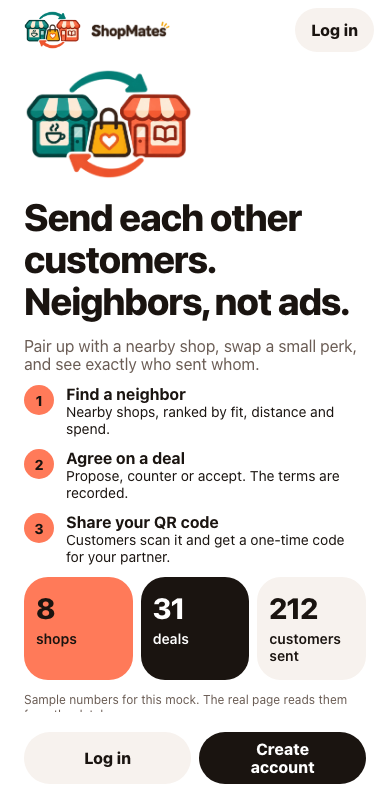 ShopMates
Log in
Send each other
customers.
Neighbors, not ads.
Pair up with a nearby shop, swap a small perk,
and see exactly who sent whom.
1
Find a neighbor
Nearby shops, ranked by fit, distance and
spend.
2
Agree on a deal
Propose, counter or accept. The terms are
recorded.
3
Share your QR code
Customers scan it and get a one-time code
for your partner.
8
shops
31
deals
212
customers
sent
Sample numbers for this mock. The real page reads them
Log in
Create
account